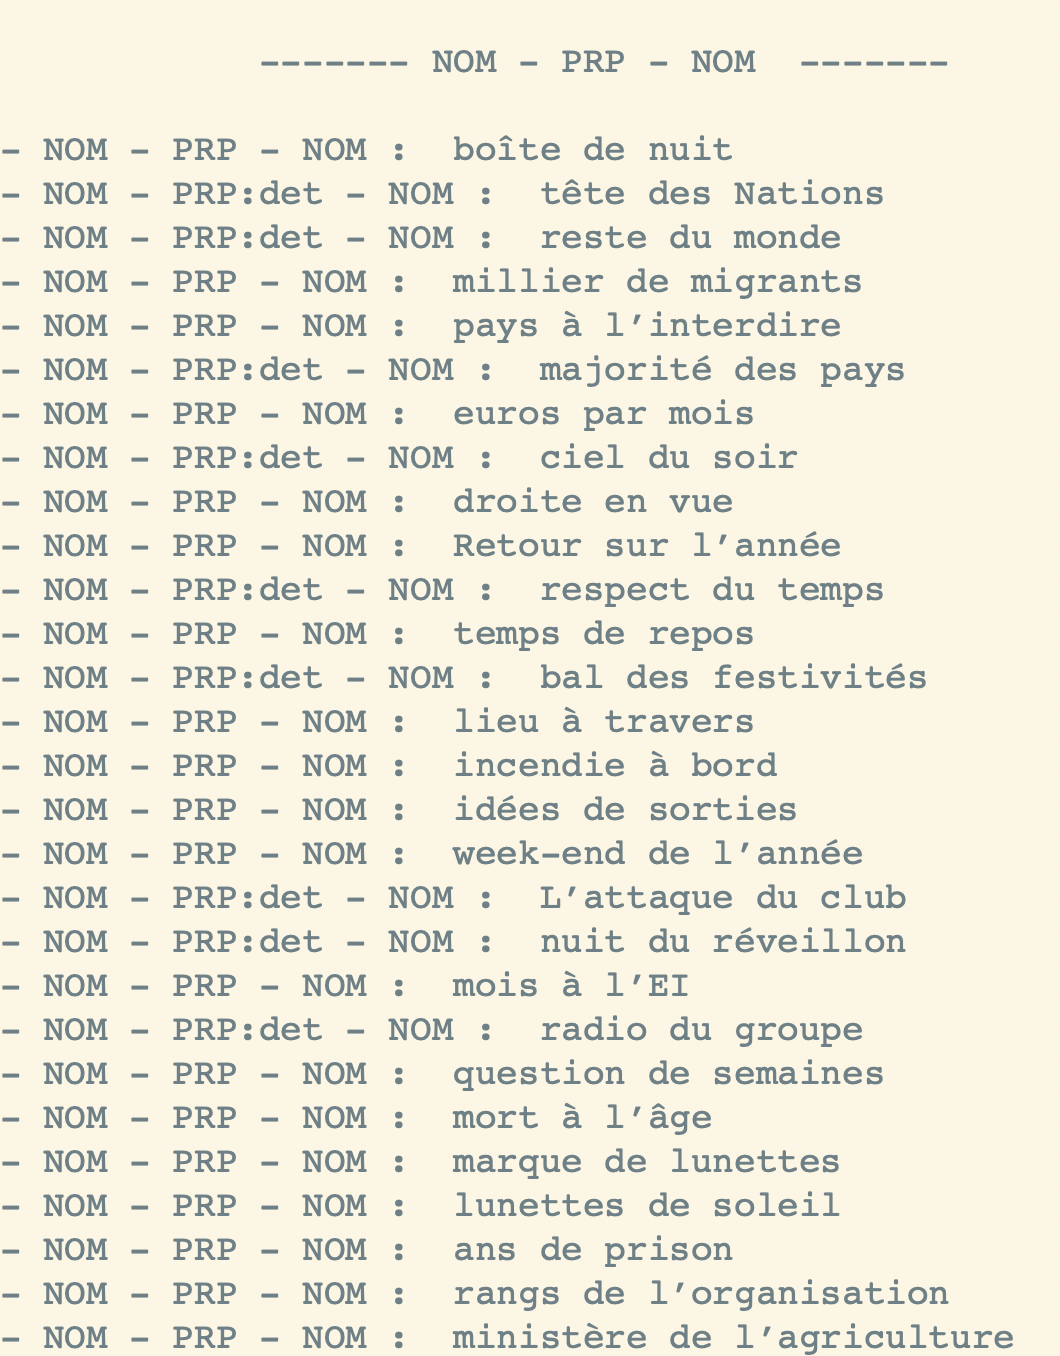 ------- NOM - PRP - NOM -------
- NOM - PRP - NOM : boîte de nuit
- NOM - PRP:det - NOM : tête des Nations
- NOM - PRP:det - NOM : reste du monde
- NOM - PRP - NOM : millier de migrants
- NOM - PRP - NOM : pays à l’interdire
- NOM - PRP:det - NOM : majorité des pays
- NOM - PRP - NOM : euros par mois
- NOM - PRP:det - NOM : ciel du soir
- NOM - PRP - NOM : droite en vue
- NOM - PRP - NOM : Retour sur l’année
- NOM - PRP:det - NOM : respect du temps
- NOM - PRP - NOM : temps de repos
- NOM - PRP:det - NOM : bal des festivités
- NOM - PRP - NOM : lieu à travers
- NOM - PRP - NOM : incendie à bord
- NOM - PRP - NOM : idées de sorties
- NOM - PRP - NOM : week-end de l’année
- NOM - PRP:det - NOM : L’attaque du club
- NOM - PRP:det - NOM : nuit du réveillon
- NOM - PRP - NOM : mois à l’EI
- NOM - PRP:det - NOM : radio du groupe
- NOM - PRP - NOM : question de semaines
- NOM - PRP - NOM : mort à l’âge
- NOM - PRP - NOM : marque de lunettes
- NOM - PRP - NOM : lunettes de soleil
- NOM - PRP - NOM : ans de prison
- NOM - PRP - NOM : rangs de l’organisation
- NOM - PRP - NOM : ministère de l’agriculture